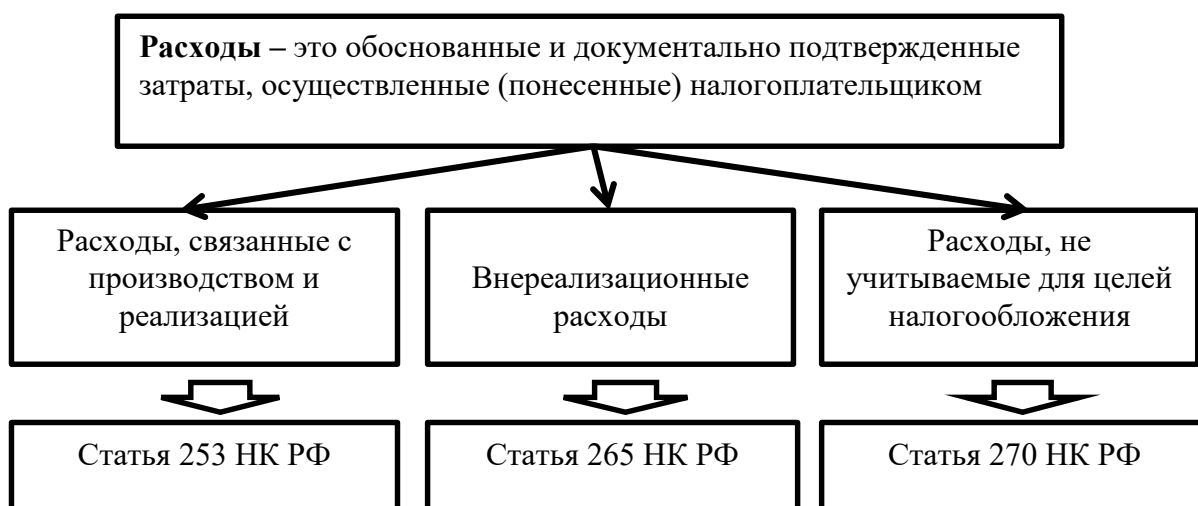 Расходы – это обоснованные и документально подтвержденные
затраты, осуществленные (понесенные) налогоплательщиком
Расходы, связанные с
производством и
реализацией
Внереализационные
расходы
Расходы, не
учитываемые для целей
налогообложения
Статья 253 НК РФ
Статья 265 НК РФ
Статья 270 НК РФ